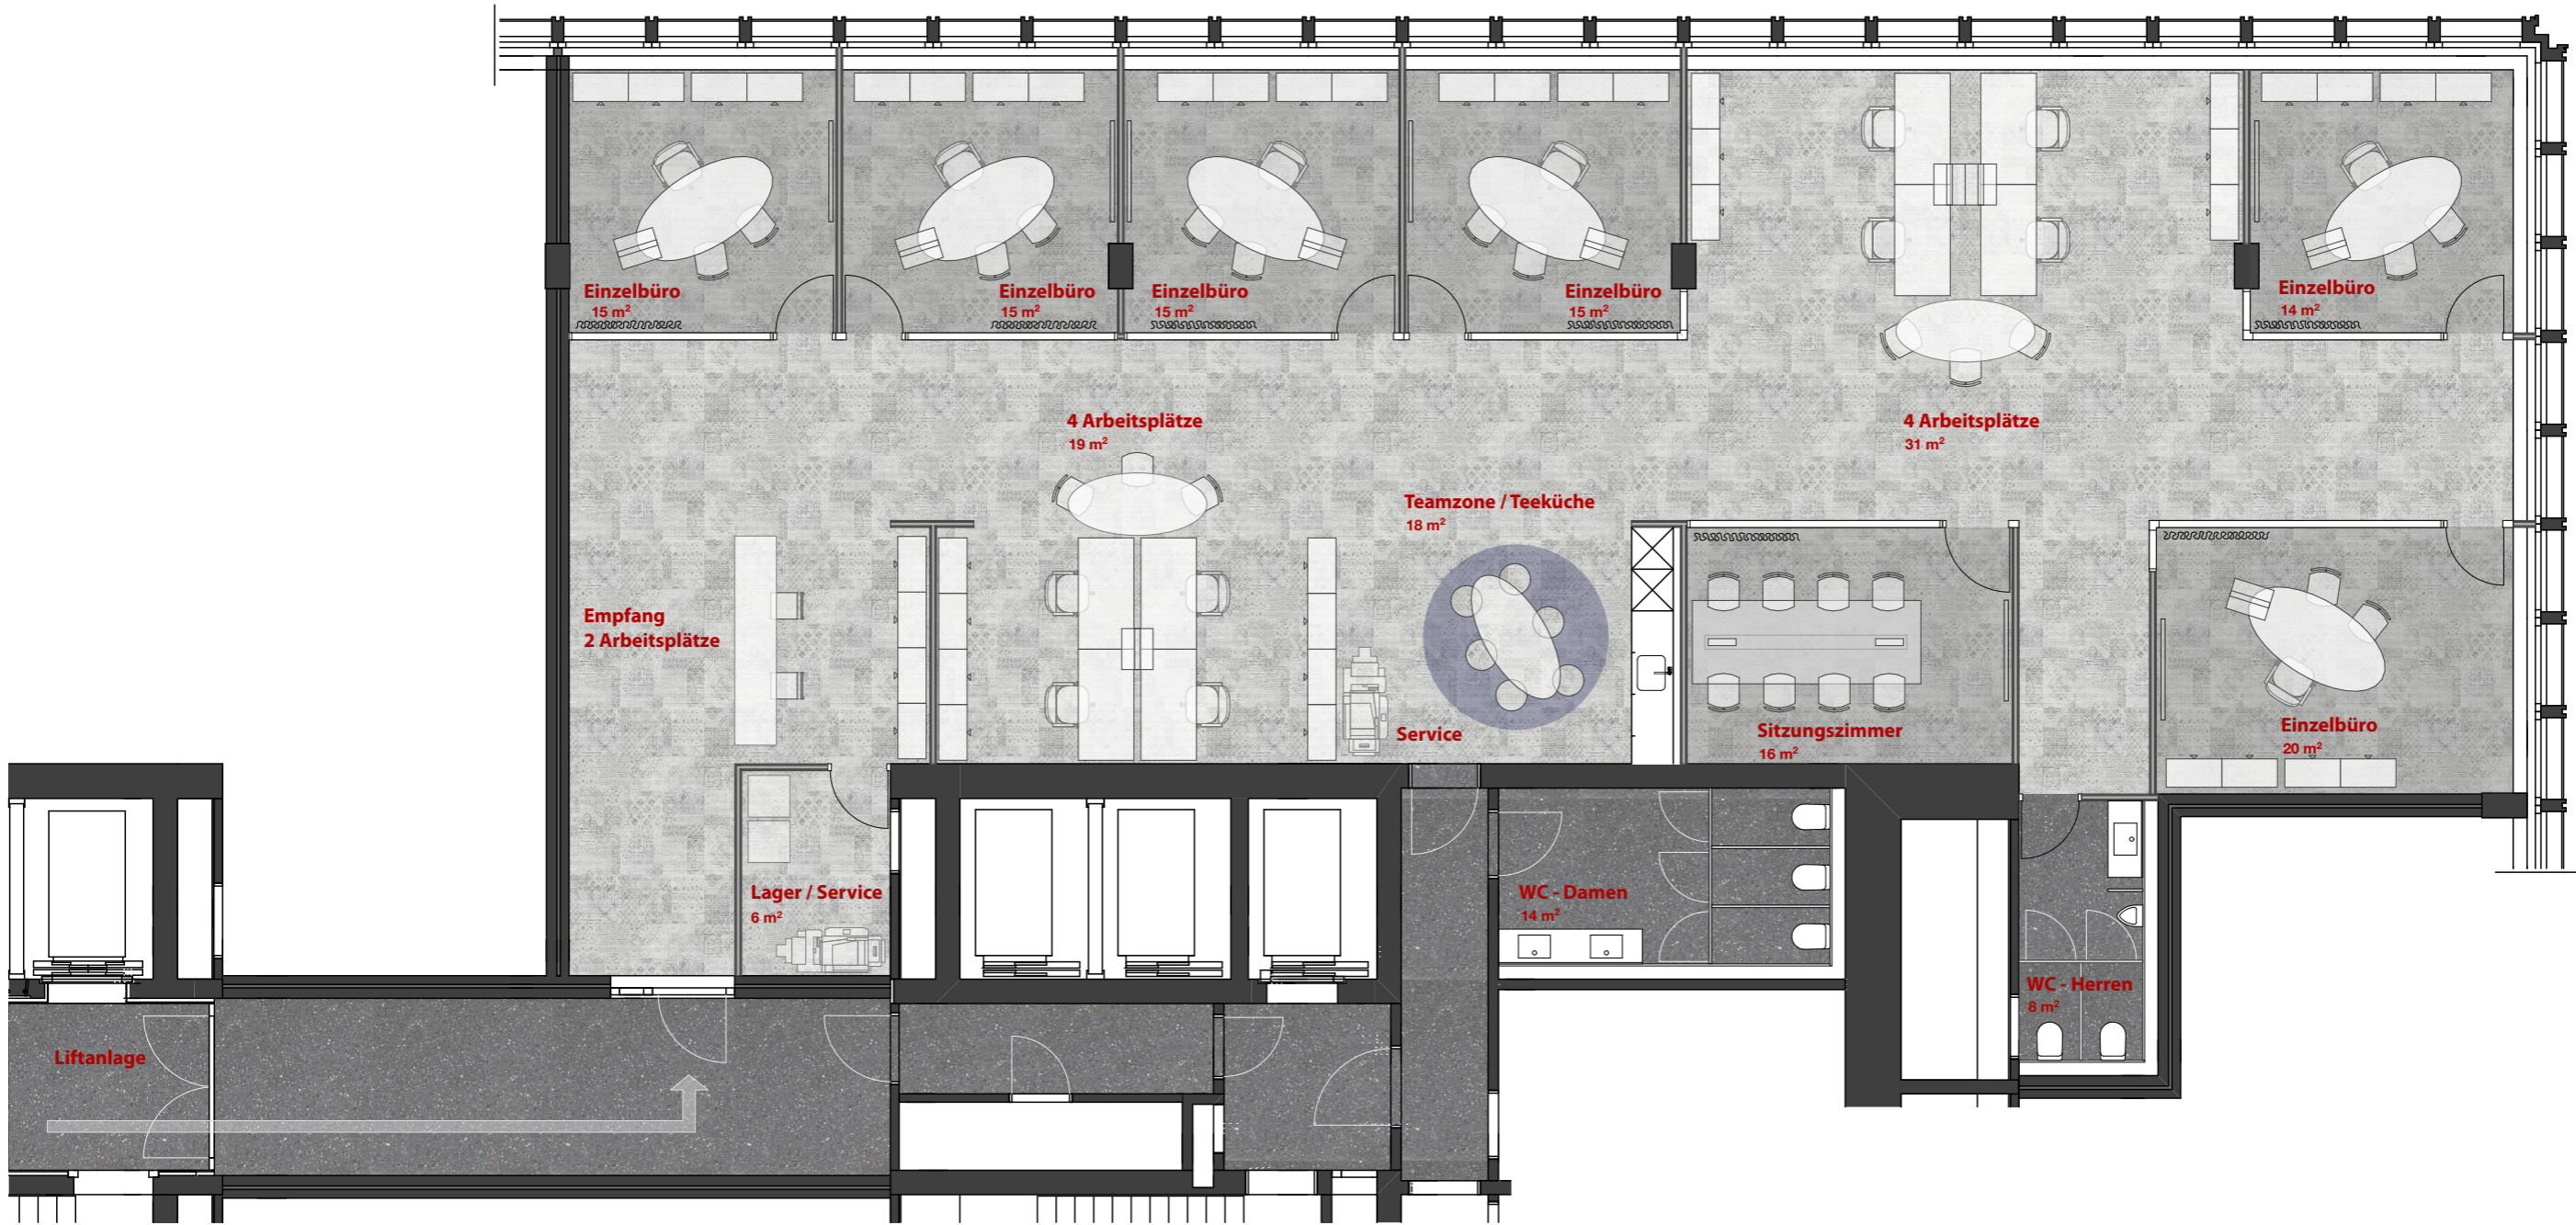 Einzelbüro
15 m²
Einzelbüro
15 m²
Einzelbüro
15 m²
Einzelbüro
15 m²
Einzelbüro
14 m²
4 Arbeitsplätze
19 m²
4 Arbeitsplätze
31 m²
Teamzone / Teeküche
18 m²
Empfang
2 Arbeitsplätze
Service
Sitzungszimmer
16 m²
Einzelbüro
20 m²
Lager / Service
6 m²
WC - Damen
14 m²
WC - Herren
8 m²
Liftanlage